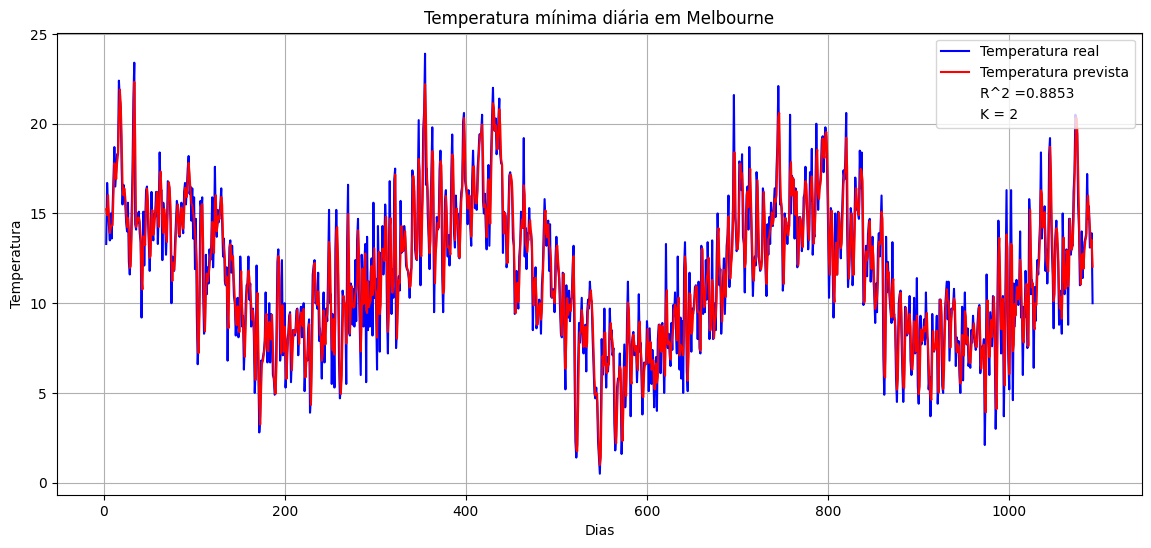 Temperatura mínima diária em Melbourne
Temperatura real
Temperatura prevista
R^2 =0.8853
K = 2
Temperatura
25
20
15
10
5
0
0 200 400 600 800 1000
Dias